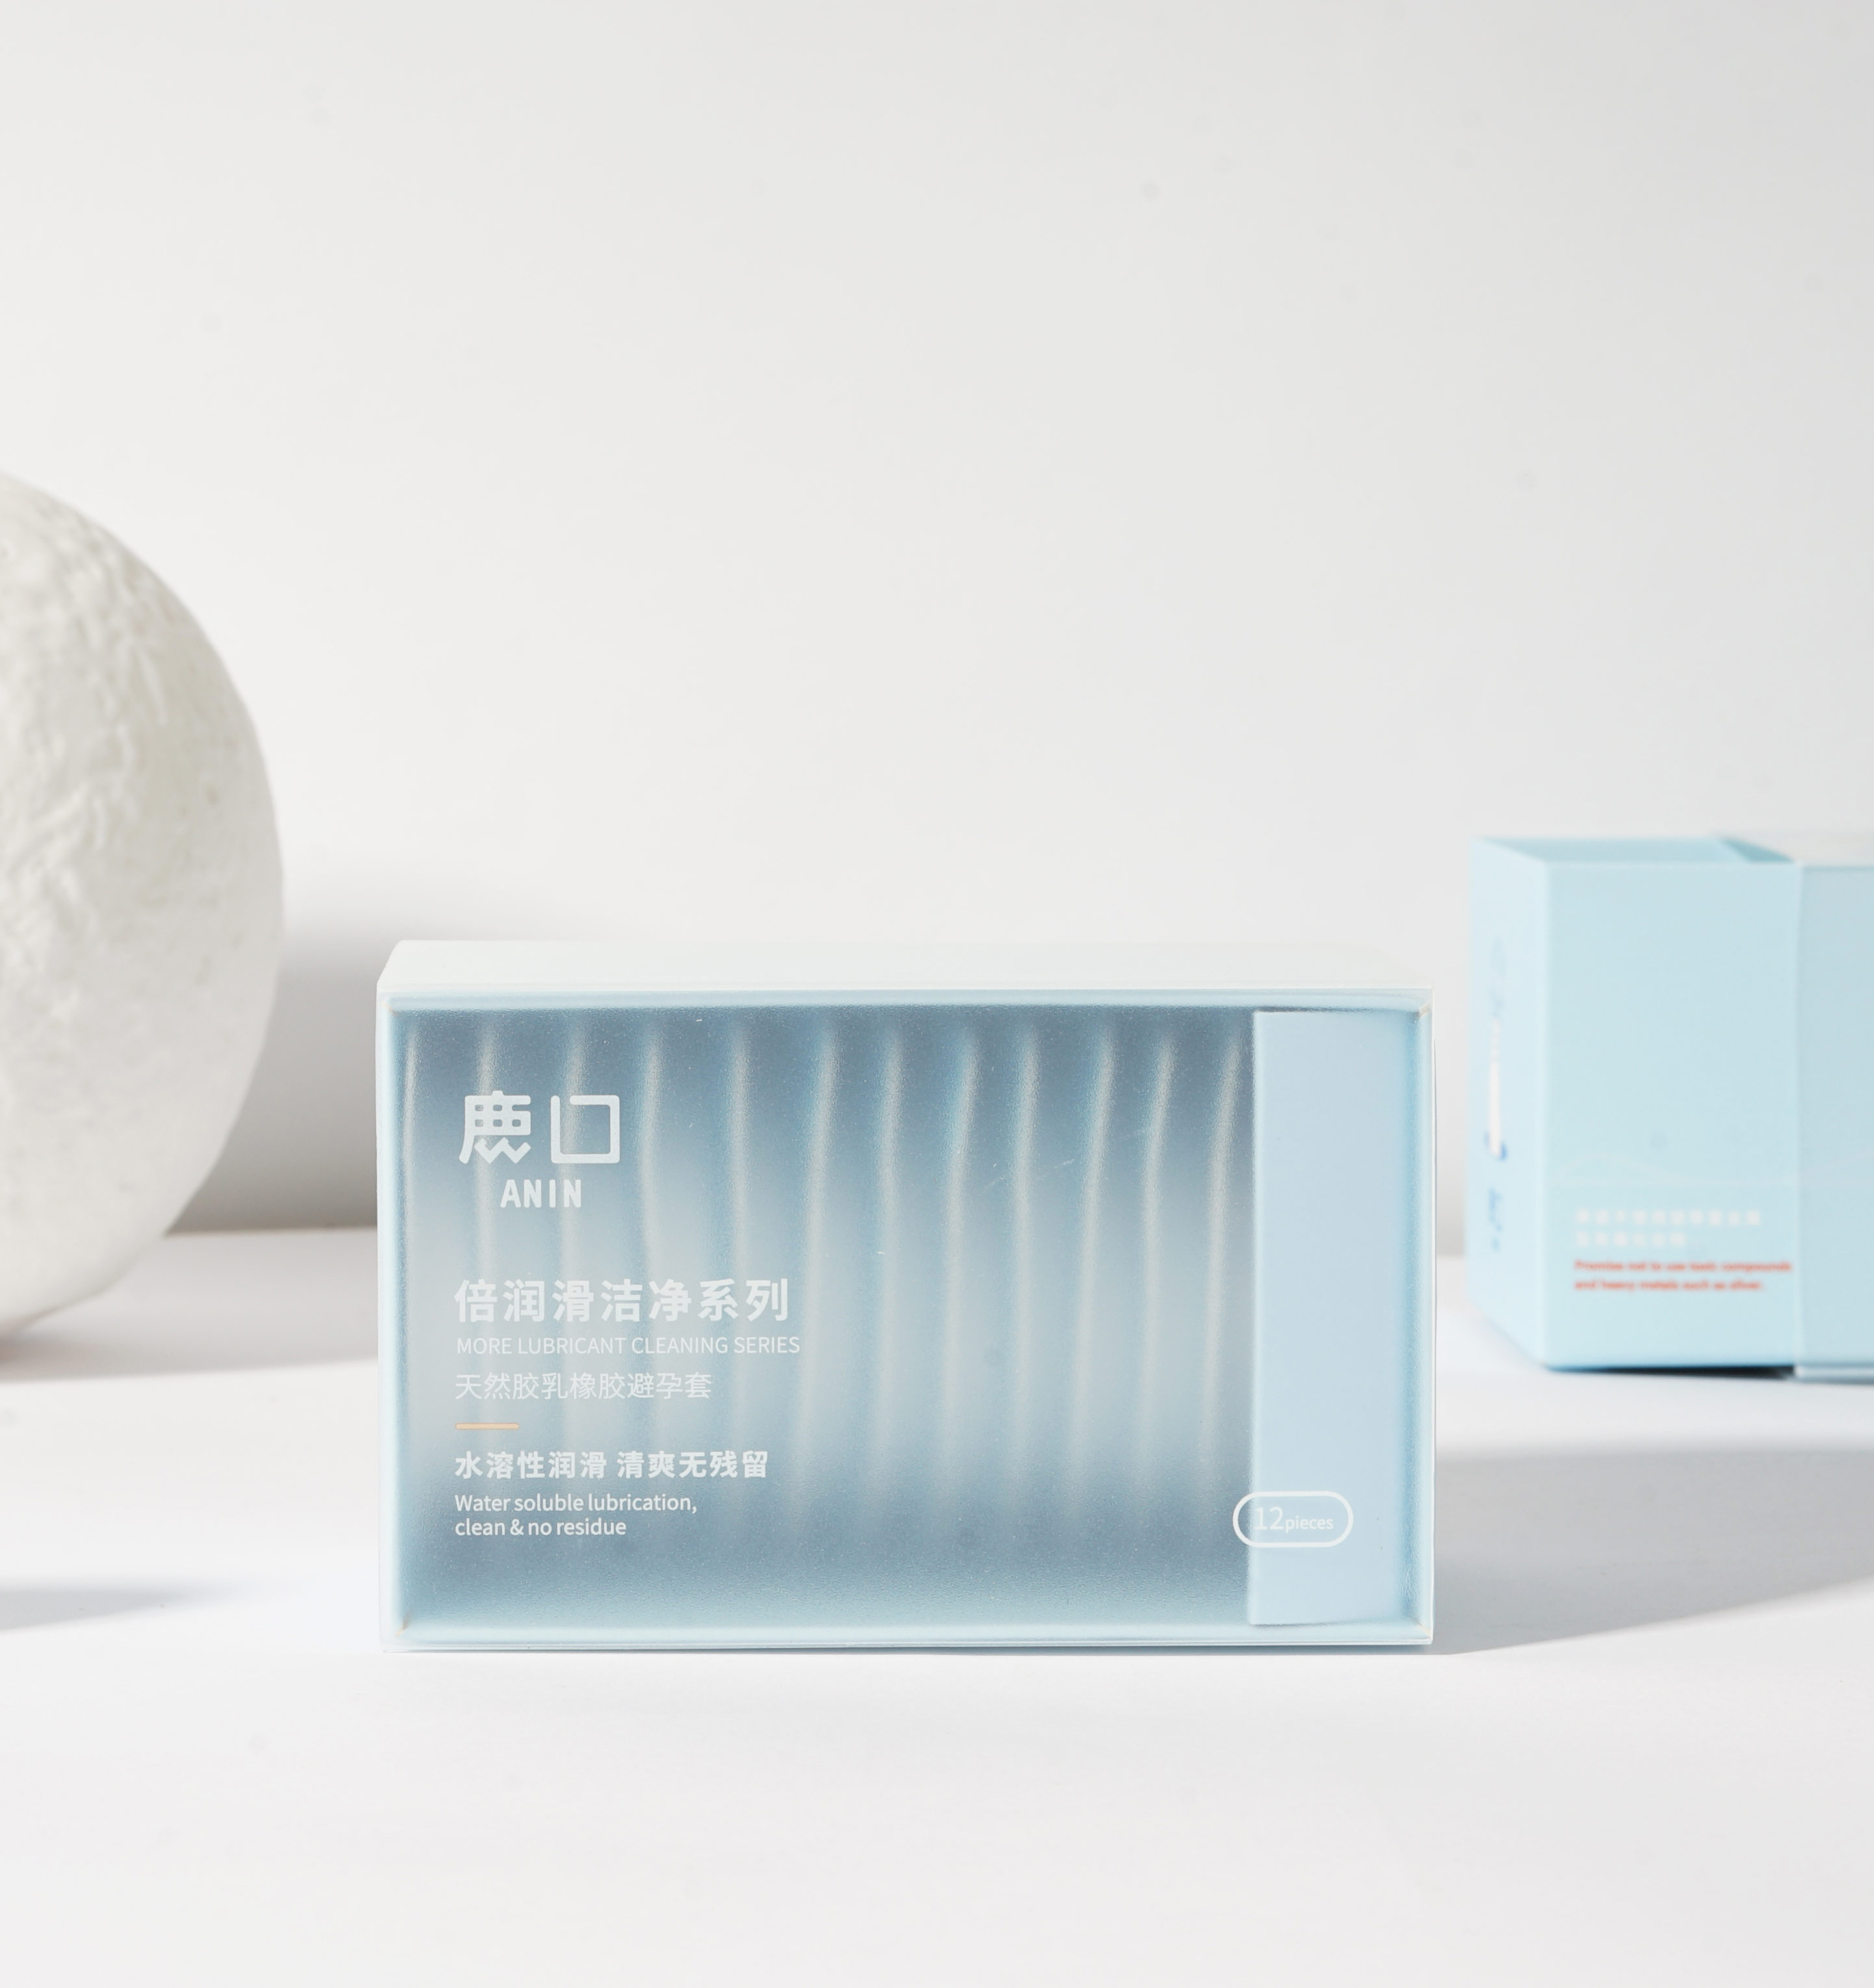 鹿口
ANIN
倍润滑洁净系列
MORE LUBRICANT CLEANING SERIES
天然胶乳橡胶避孕套
水溶性润滑 清爽无残留
Water soluble lubrication,
clean & no residue
12pieces
Promise not to use toxic compounds
and heavy metals such as silver.